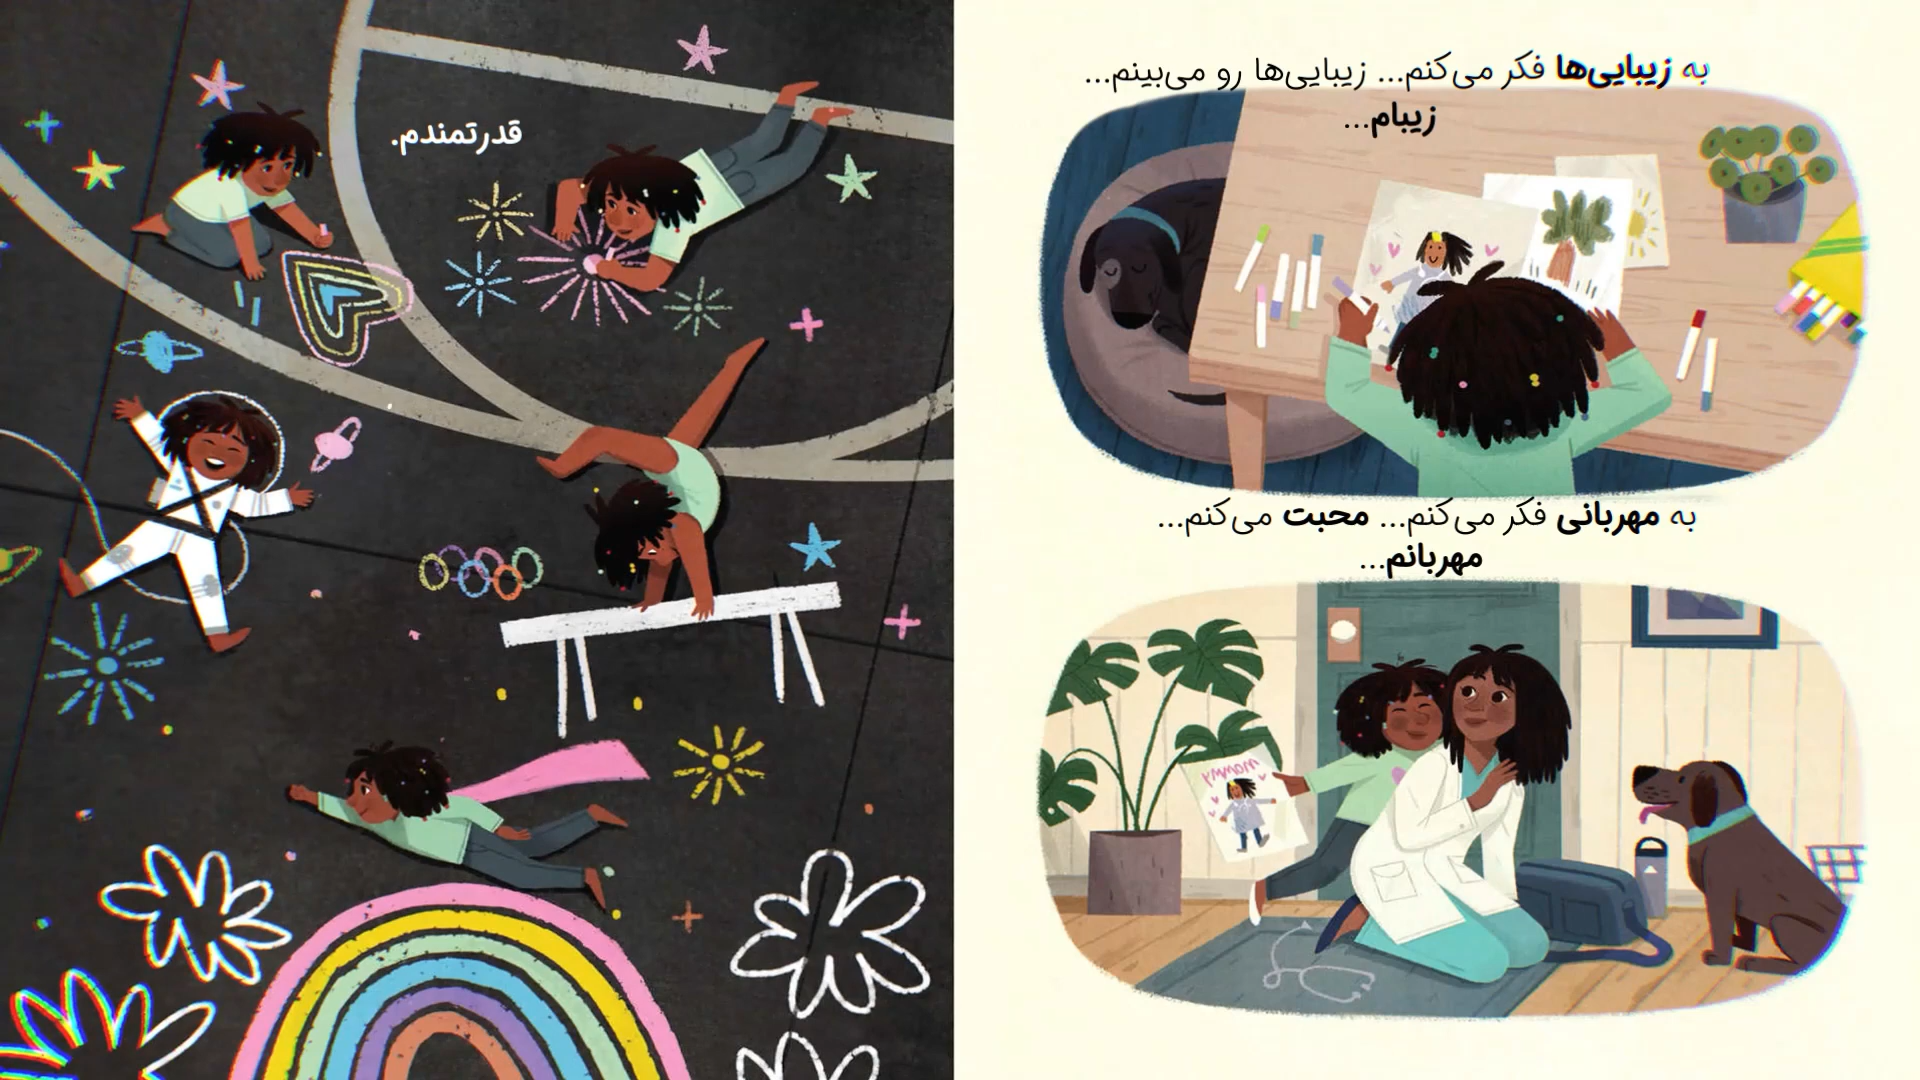 قدرتمندم.
به زیبایی‌ها فکر می‌کنم... زیبایی‌ها رو می‌بینم...
زیبام...
به مهربانی فکر می‌کنم... محبت می‌کنم...
مهربانم...
mommy